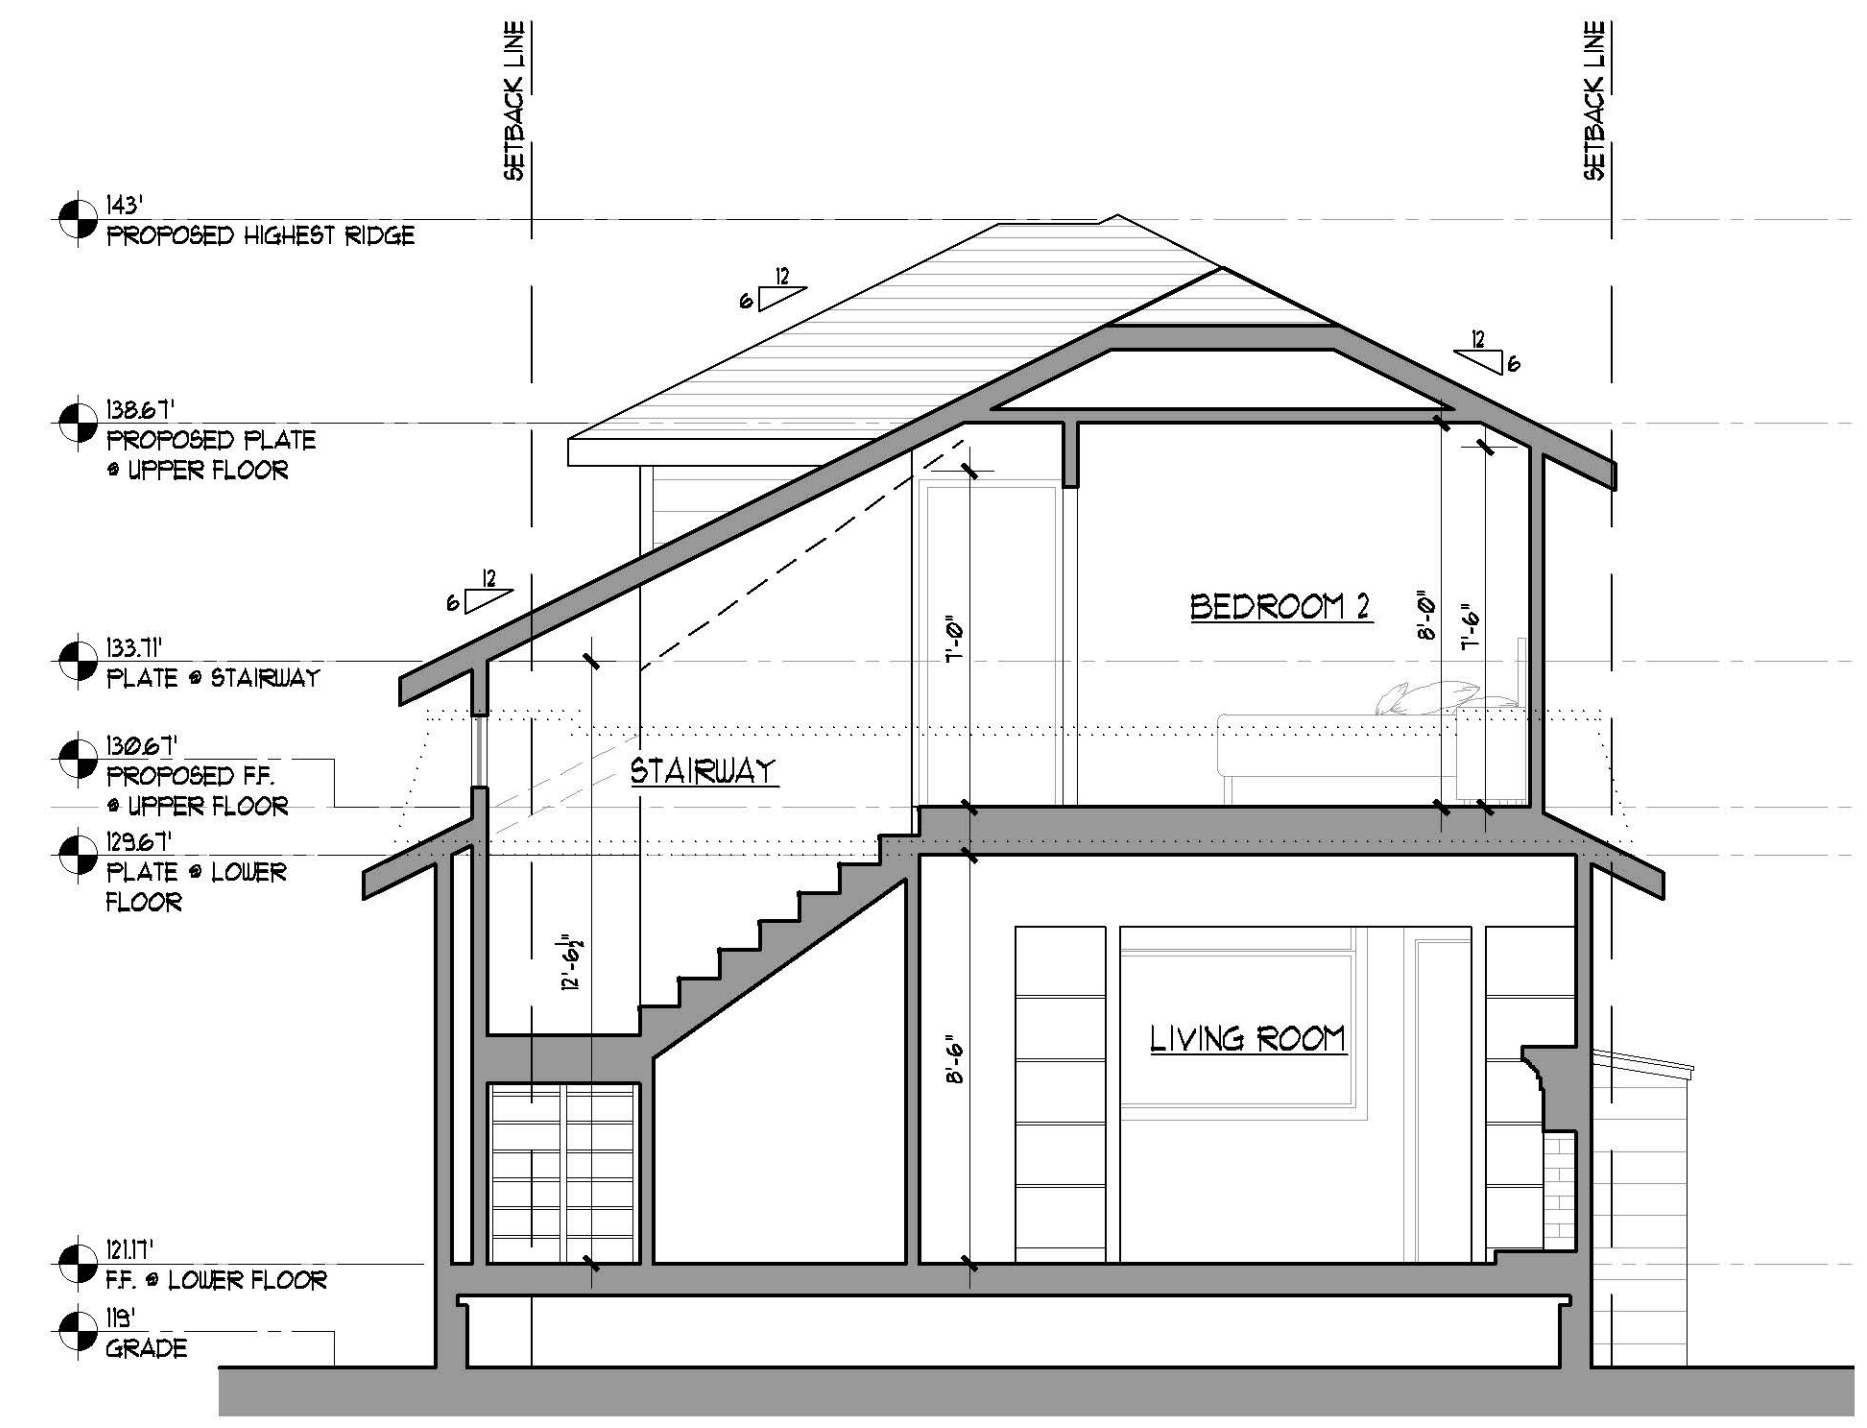 SETBACK LINE
SETBACK LINE
143'
PROPOSED HIGHEST RIDGE
12
6
12
6
138.67'
PROPOSED PLATE
@ UPPER FLOOR
12
6
BEDROOM 2
7'-0"
8'-0"
7'-6"
133.71'
PLATE @ STAIRWAY
130.67'
PROPOSED F.F.
@ UPPER FLOOR
STAIRWAY
129.67'
PLATE @ LOWER
FLOOR
12'-6½"
8'-6"
LIVING ROOM
121.17'
F.F. @ LOWER FLOOR
119'
GRADE